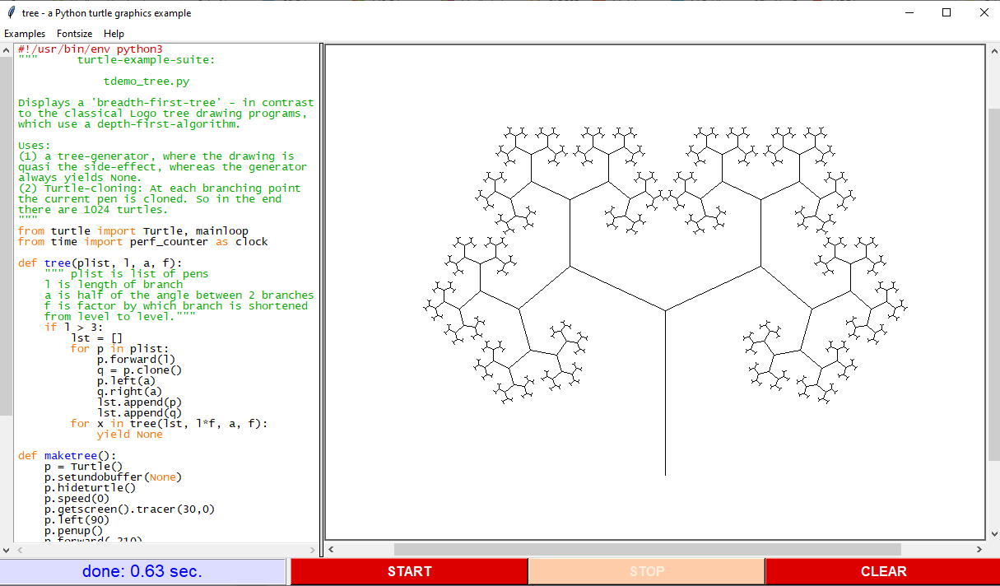 tree - a Python turtle graphics example
Examples Fontsize Help
#!/usr/bin/env python3
"""      turtle-example-suite:
             tdemo_tree.py
Displays a 'breadth-first-tree' - in contrast
to the classical Logo tree drawing programs,
which use a depth-first-algorithm.
Uses:
(1) a tree-generator, where the drawing is
quasi the side-effect, whereas the generator
always yields None.
(2) Turtle-cloning: At each branching point
the current pen is cloned. So in the end
there are 1024 turtles.
"""
from turtle import Turtle, mainloop
from time import perf_counter as clock
def tree(plist, l, a, f):
    """ plist is list of pens
    l is length of branch
    a is half of the angle between 2 branches
    f is factor by which branch is shortened
    from level to level."""
    if l > 3:
        lst = []
        for p in plist:
            p.forward(l)
            q = p.clone()
            p.left(a)
            q.right(a)
            lst.append(p)
            lst.append(q)
        for x in tree(lst, l*f, a, f):
            yield None
def maketree():
    p = Turtle()
    p.setundobuffer(None)
    p.hideturtle()
    p.speed(0)
    p.getscreen().tracer(30,0)
    p.left(90)
    p.penup()
    p.forward(-210)
done: 0.63 sec.
START
STOP
CLEAR